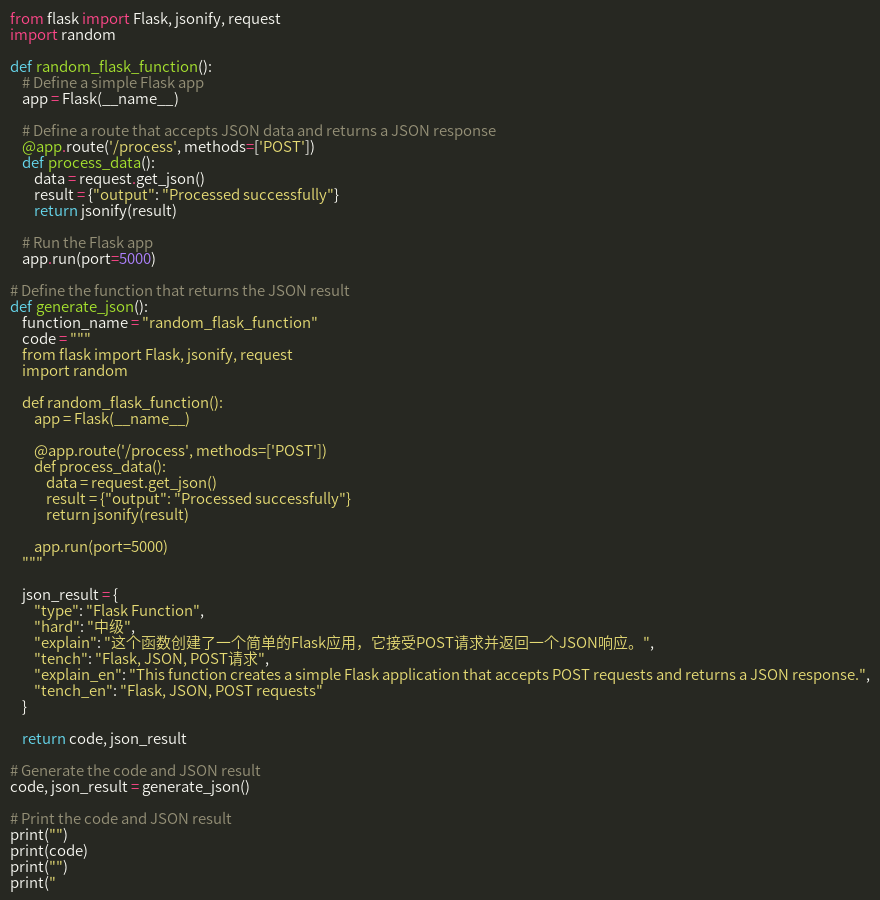 from flask import Flask, jsonify, request
import random

def random_flask_function():
    # Define a simple Flask app
    app = Flask(__name__)

    # Define a route that accepts JSON data and returns a JSON response
    @app.route('/process', methods=['POST'])
    def process_data():
        data = request.get_json()
        result = {"output": "Processed successfully"}
        return jsonify(result)

    # Run the Flask app
    app.run(port=5000)

# Define the function that returns the JSON result
def generate_json():
    function_name = "random_flask_function"
    code = """
    from flask import Flask, jsonify, request
    import random

    def random_flask_function():
        app = Flask(__name__)

        @app.route('/process', methods=['POST'])
        def process_data():
            data = request.get_json()
            result = {"output": "Processed successfully"}
            return jsonify(result)

        app.run(port=5000)
    """

    json_result = {
        "type": "Flask Function",
        "hard": "中级",
        "explain": "这个函数创建了一个简单的Flask应用，它接受POST请求并返回一个JSON响应。",
        "tench": "Flask, JSON, POST请求",
        "explain_en": "This function creates a simple Flask application that accepts POST requests and returns a JSON response.",
        "tench_en": "Flask, JSON, POST requests"
    }

    return code, json_result

# Generate the code and JSON result
code, json_result = generate_json()

# Print the code and JSON result
print("")
print(code)
print("")
print("